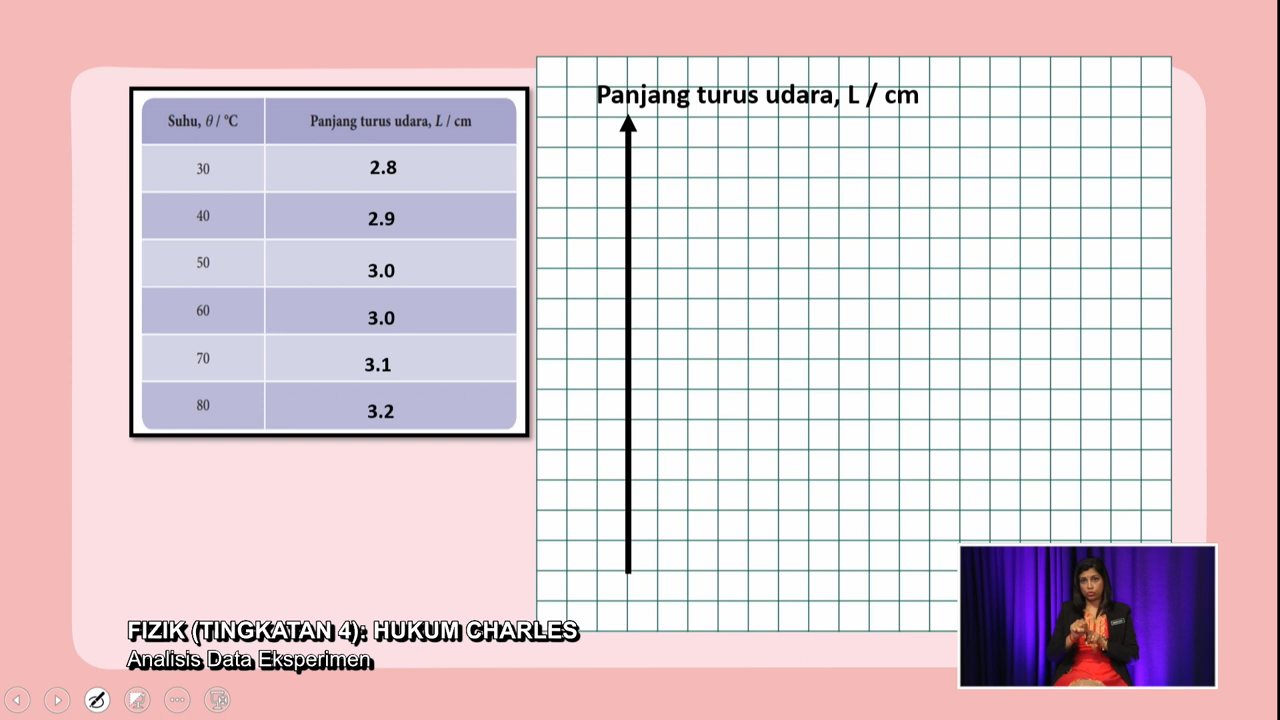 Panjang turus udara, L / cm
Suhu, θ / °C Panjang turus udara, L / cm
30 2.8
40 2.9
50 3.0
60 3.0
70 3.1
80 3.2
FIZIK (TINGKATAN 4): HUKUM CHARLES
Analisis Data Eksperimen